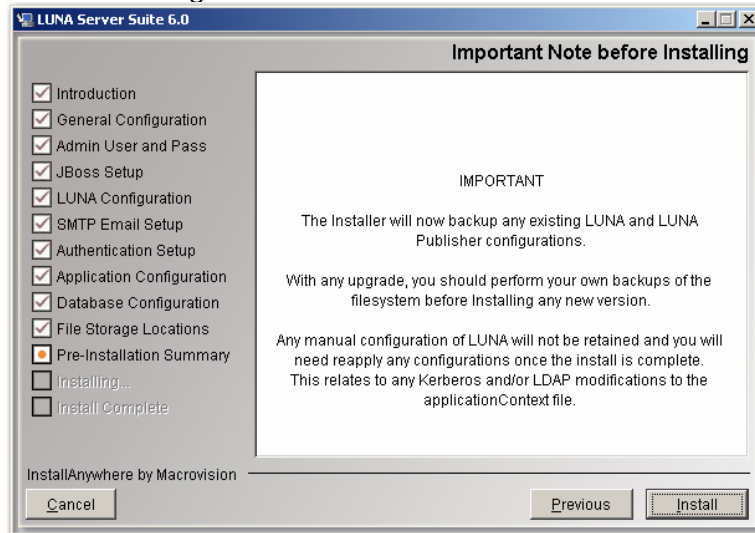 LUNA Server Suite 6.0
Important Note before Installing
Introduction
General Configuration
Admin User and Pass
JBoss Setup
LUNA Configuration
SMTP Email Setup
Authentication Setup
Application Configuration
Database Configuration
File Storage Locations
Pre-Installation Summary
Installing...
Install Complete
IMPORTANT
The Installer will now backup any existing LUNA and LUNA
Publisher configurations.
With any upgrade, you should perform your own backups of the
filesystem before Installing any new version.
Any manual configuration of LUNA will not be retained and you will
need reapply any configurations once the install is complete.
This relates to any Kerberos and/or LDAP modifications to the
applicationContext file.
InstallAnywhere by Macrovision
Cancel
Previous
Install